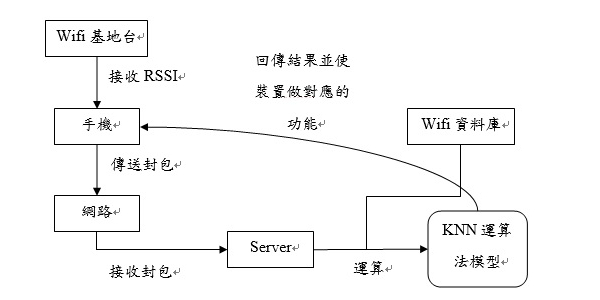 Wifi 基地台
接收 RSSI
回傳結果並使
裝置做對應的
功能
手機
Wifi 資料庫
傳送封包
網路
接收封包
Server
運算
KNN 運算
法模型